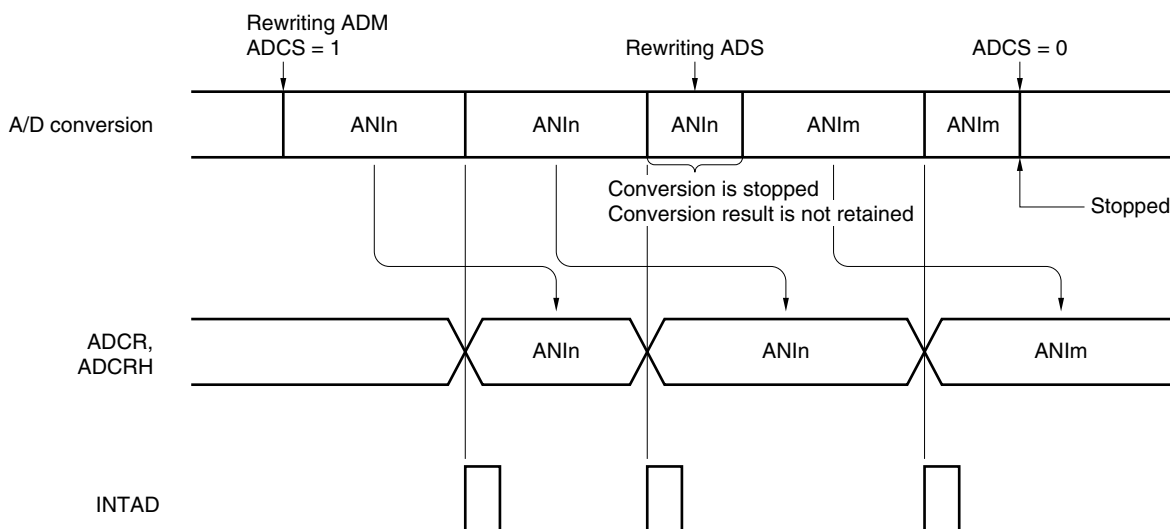 Rewriting ADM
ADCS = 1
Rewriting ADS
ADCS = 0
A/D conversion
ANIn
ANIn
ANIn
ANIm
ANIm
Conversion is stopped
Conversion result is not retained
Stopped
ADCR,
ADCRH
ANIn
ANIn
ANIm
INTAD